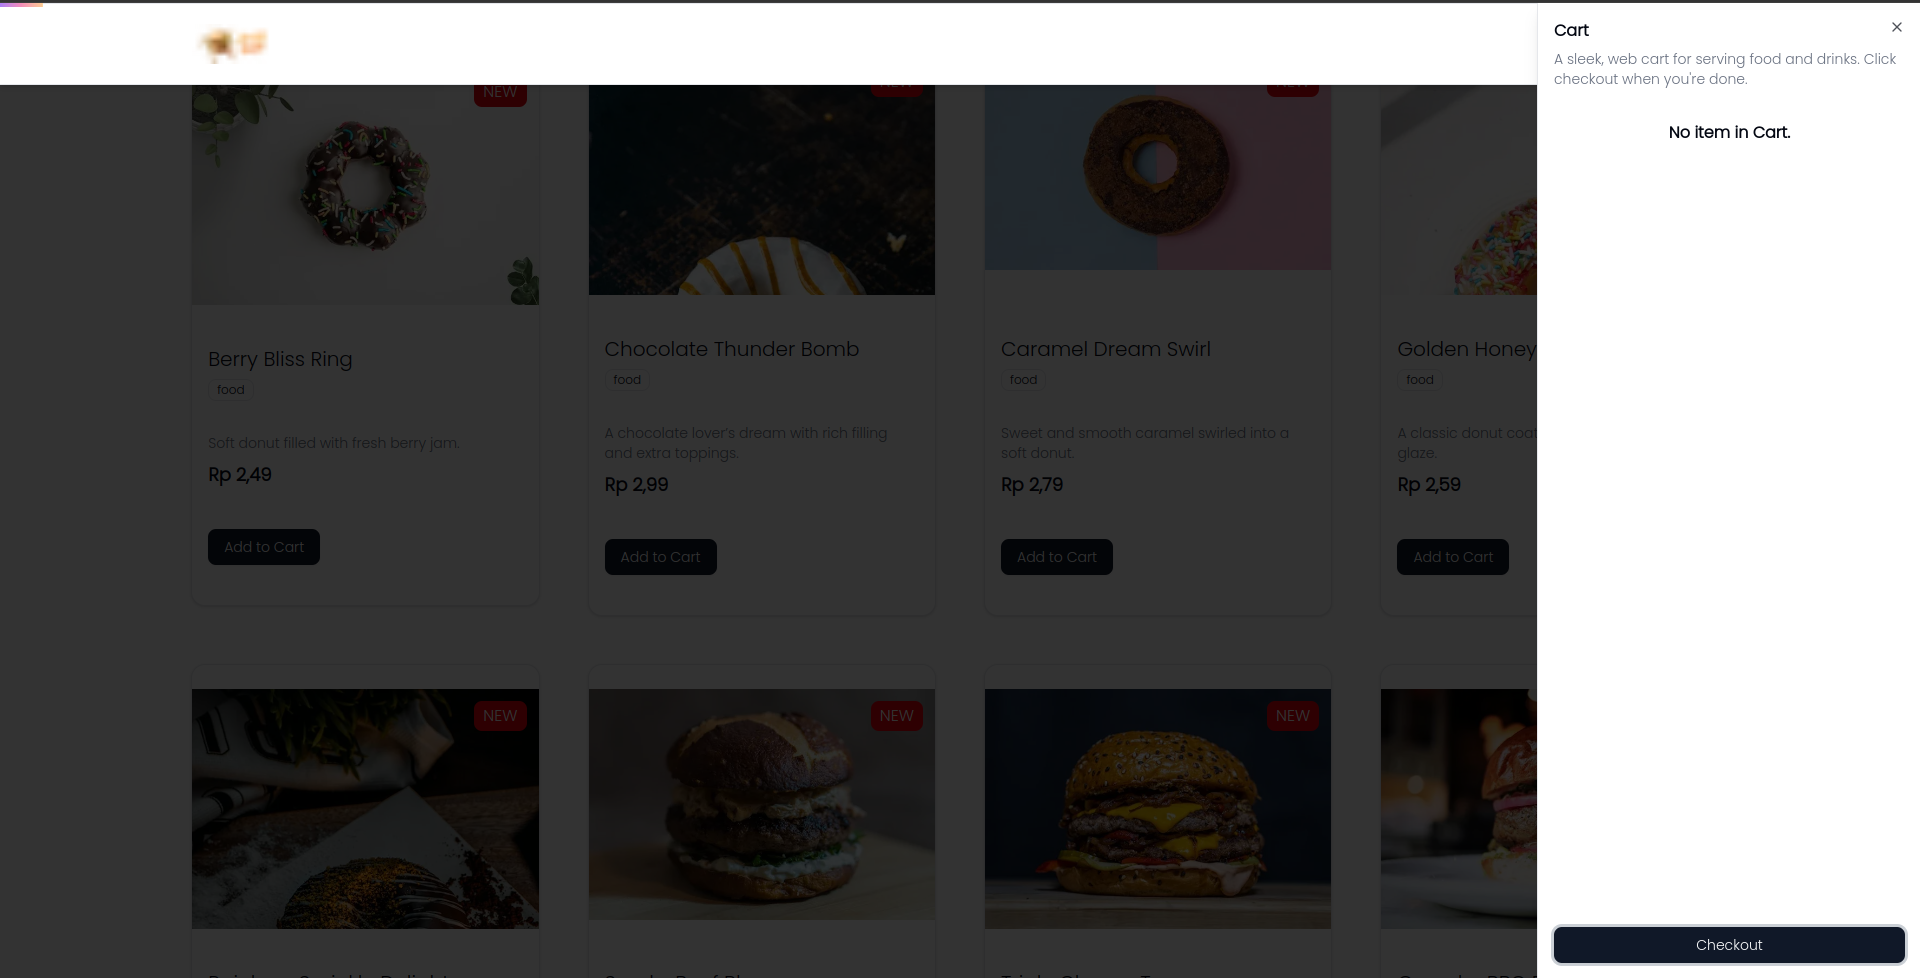 Cart
A sleek, web cart for serving food and drinks. Click
checkout when you're done.
No item in Cart.
Checkout
NEW
Berry Bliss Ring
food
Soft donut filled with fresh berry jam.
Rp 2,49
Add to Cart
NEW
Chocolate Thunder Bomb
food
A chocolate lover's dream with rich filling
and extra toppings.
Rp 2,99
Add to Cart
NEW
Caramel Dream Swirl
food
Sweet and smooth caramel swirled into a
soft donut.
Rp 2,79
Add to Cart
Golden Honey
food
A classic donut coat
glaze.
Rp 2,59
Add to Cart
NEW
NEW
NEW